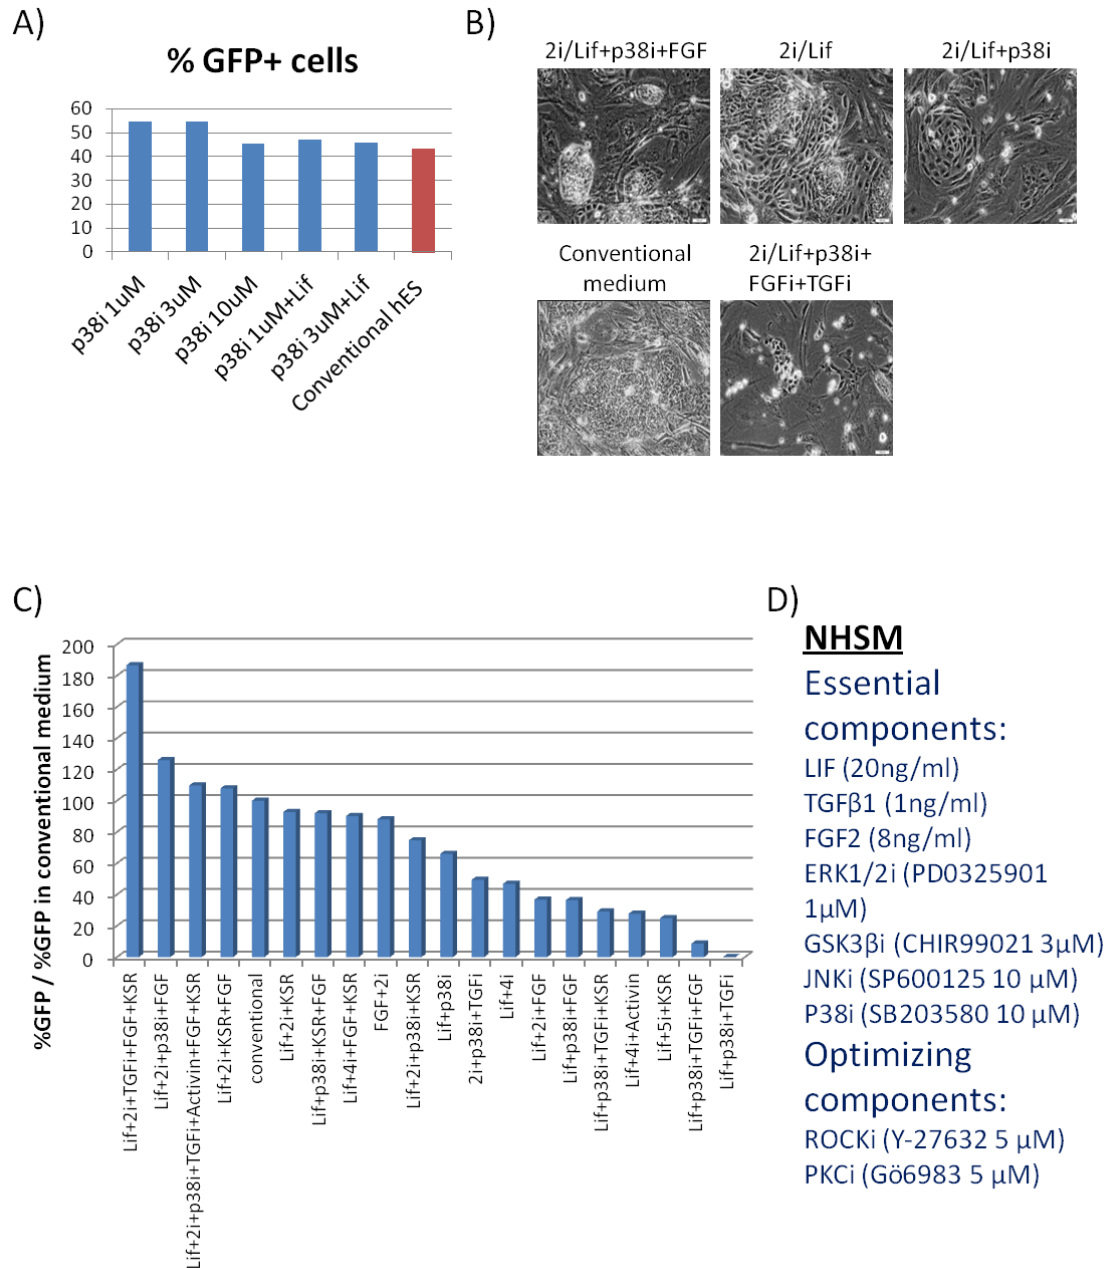 A)
% GFP+ cells
60
50
40
30
20
10
0
p38i 1uM
p38i 3uM
p38i 10uM
p38i 1uM+Lif
p38i 3uM+Lif
Conventional hES
B)
2i/Lif+p38i+FGF
2i/Lif
2i/Lif+p38i
Conventional
medium
2i/Lif+p38i+
FGFi+TGFi
C)
%GFP / %GFP in conventional medium
200
180
160
140
120
100
80
60
40
20
0
Lif+2i+TGFi+FGF+KSR
Lif+2i+p38i+FGF
Lif+2i+p38i+TGFi+Activin+FGF+KSR
Lif+2i+KSR+FGF
conventional
Lif+2i+KSR
Lif+p38i+KSR+FGF
Lif+4i+FGF+KSR
FGF+2i
Lif+2i+p38i+KSR
Lif+p38i
2i+p38i+TGFi
Lif+4i
Lif+2i+FGF
Lif+p38i+FGF
Lif+p38i+TGFi+KSR
Lif+4i+Activin
Lif+5i+KSR
Lif+p38i+TGFi+FGF
Lif+p38i+TGFi
D)
NHSM
Essential
components:
LIF (20ng/ml)
TGFβ1 (1ng/ml)
FGF2 (8ng/ml)
ERK1/2i (PD0325901
1µM)
GSK3βi (CHIR99021 3µM)
JNKi (SP600125 10 µM)
P38i (SB203580 10 µM)
Optimizing
components:
ROCKi (Y-27632 5 µM)
PKCi (Gö6983 5 µM)